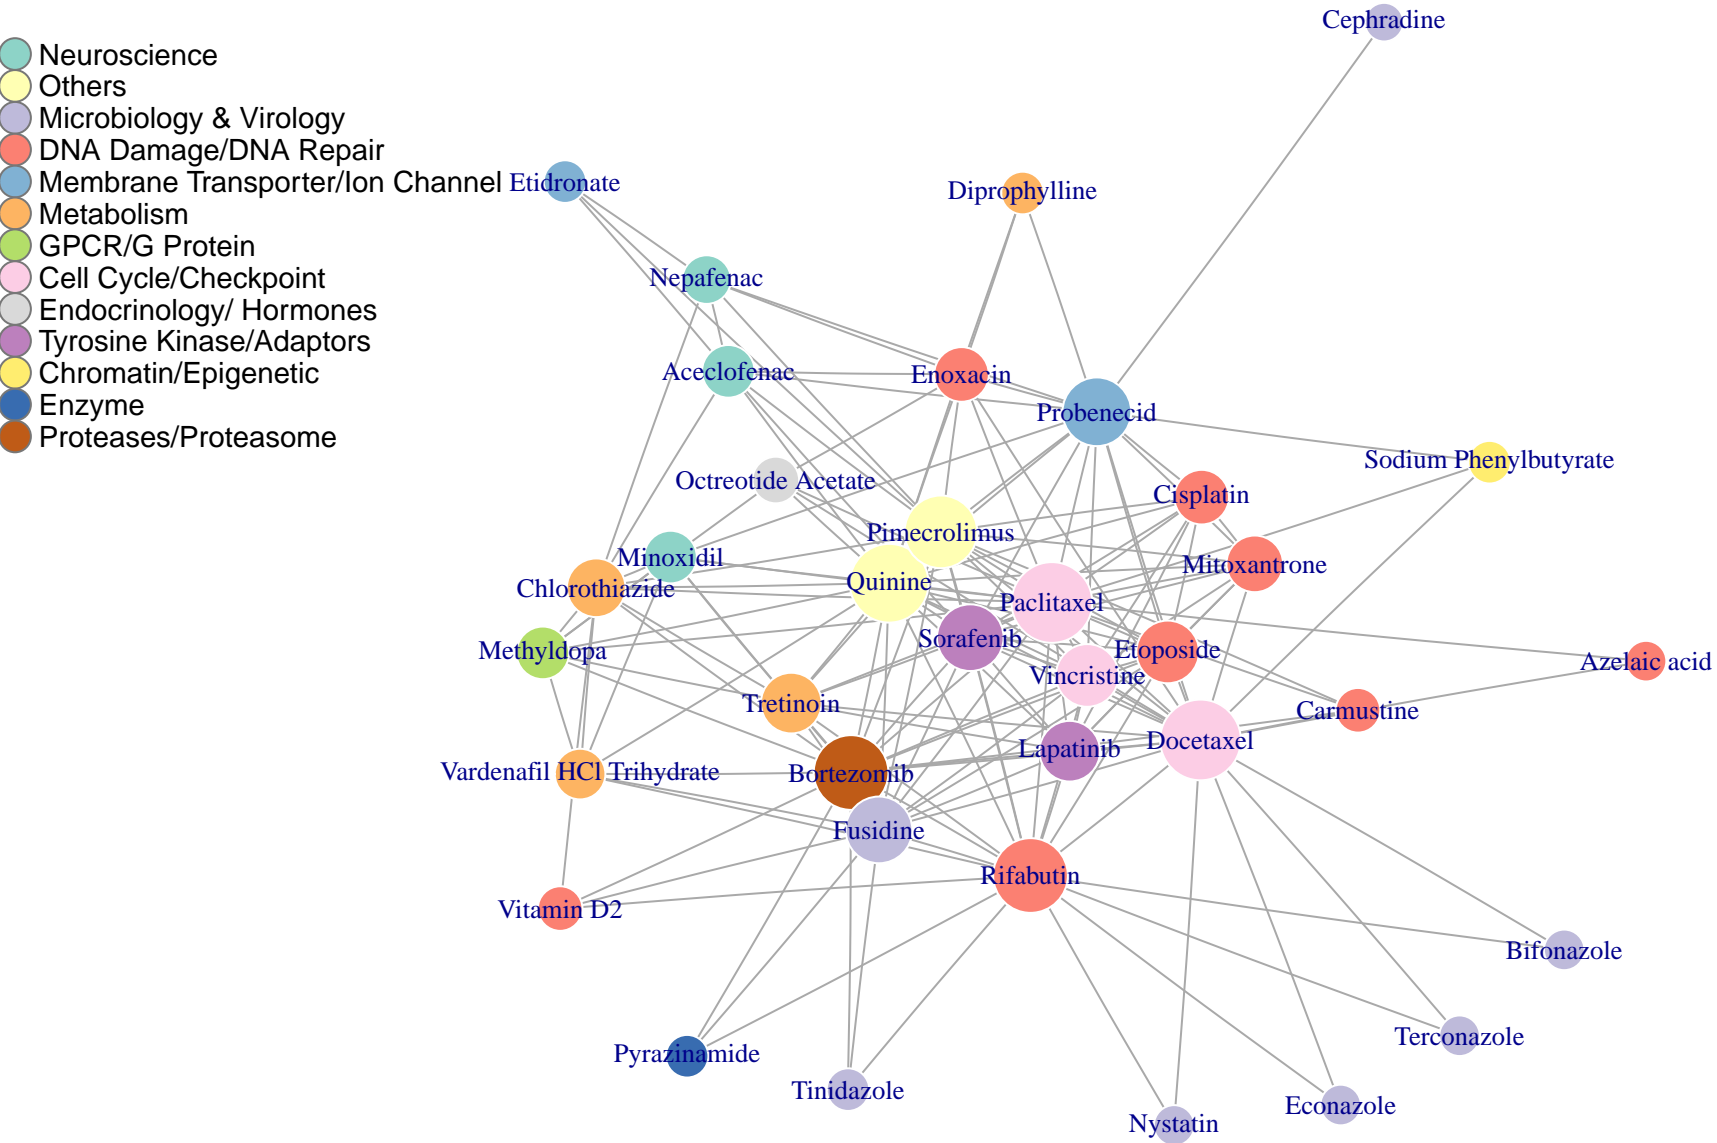 Cephradine
Neuroscience
Others
Microbiology & Virology
DNA Damage/DNA Repair
Membrane Transporter/Ion Channel
Metabolism
GPCR/G Protein
Cell Cycle/Checkpoint
Endocrinology/ Hormones
Tyrosine Kinase/Adaptors
Chromatin/Epigenetic
Enzyme
Proteases/Proteasome
Etidronate
Diprophylline
Nepafenac
Aceclofenac
Enoxacin
Probenecid
Sodium Phenylbutyrate
Octreotide Acetate
Cisplatin
Pimecrolimus
Minoxidil
Mitoxantrone
Quinine
Chlorothiazide
Paclitaxel
Sorafenib
Methyldopa
Etoposide
Azelaic acid
Vincristine
Tretinoin
Carmustine
Docetaxel
Lapatinib
Vardenafil HCl Trihydrate
Bortezomib
Fusidine
Rifabutin
Vitamin D2
Bifonazole
Terconazole
Pyrazinamide
Tinidazole
Econazole
Nystatin